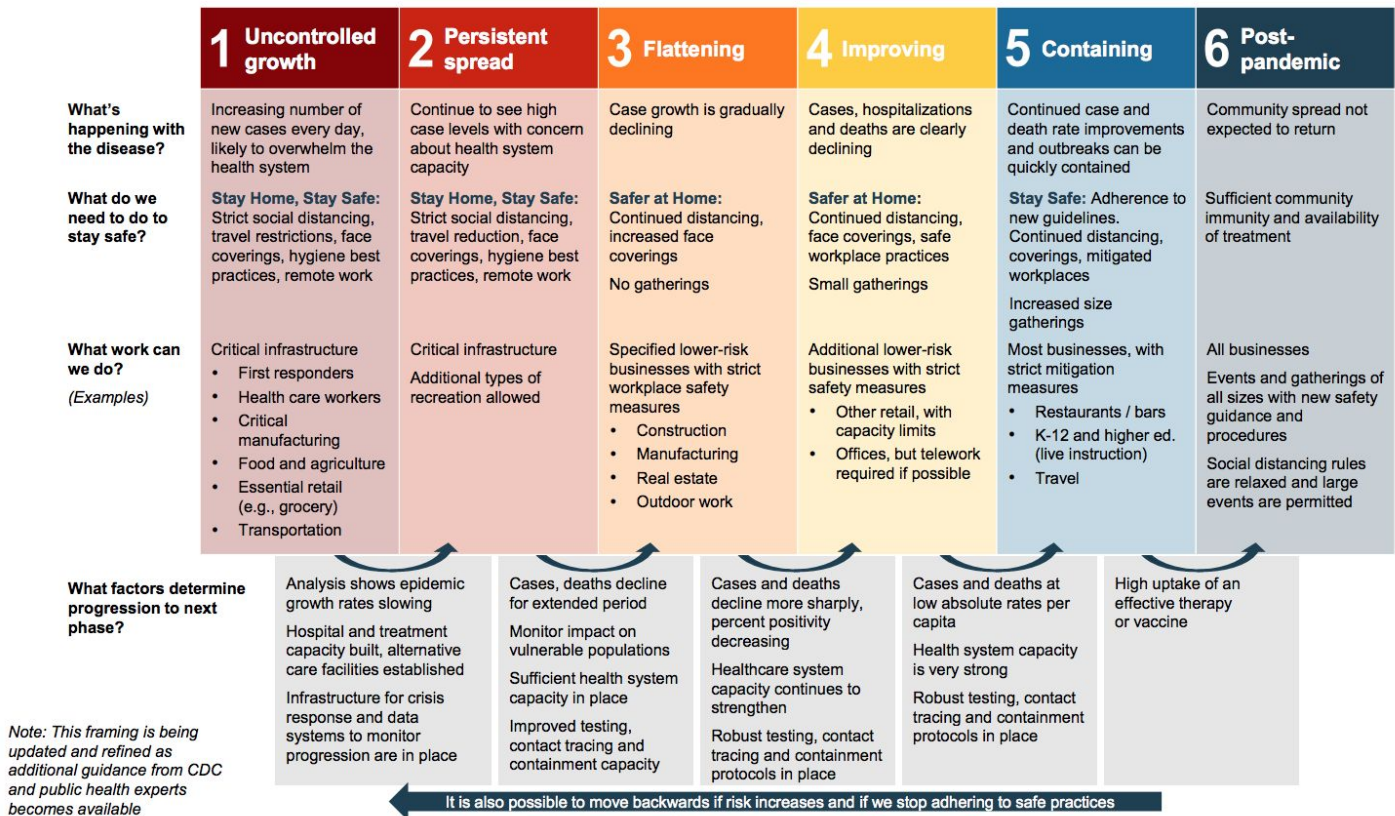 1 Uncontrolled
growth
2 Persistent
spread
3 Flattening
4 Improving
5 Containing
6 Post-
pandemic
What's
happening with
the disease?
Increasing number of
new cases every day,
likely to overwhelm the
health system
Continue to see high
case levels with concern
about health system
capacity
Case growth is gradually
declining
Cases, hospitalizations
and deaths are clearly
declining
Continued case and
death rate improvements
and outbreaks can be
quickly contained
Community spread not
expected to return
What do we
need to do to
stay safe?
Stay Home, Stay Safe:
Strict social distancing,
travel restrictions, face
coverings, hygiene best
practices, remote work
Stay Home, Stay Safe:
Strict social distancing,
travel reduction, face
coverings, hygiene best
practices, remote work
Safer at Home:
Continued distancing,
increased face
coverings
No gatherings
Safer at Home:
Continued distancing,
face coverings, safe
workplace practices
Small gatherings
Stay Safe: Adherence to
new guidelines.
Continued distancing,
coverings, mitigated
workplaces
Increased size
gatherings
Sufficient community
immunity and availability
of treatment
What work can
we do?
(Examples)
Critical infrastructure
• First responders
• Health care workers
• Critical
manufacturing
• Food and agriculture
• Essential retail
(e.g., grocery)
• Transportation
Critical infrastructure
Additional types of
recreation allowed
Specified lower-risk
businesses with strict
workplace safety
measures
• Construction
• Manufacturing
• Real estate
• Outdoor work
Additional lower-risk
businesses with strict
safety measures
• Other retail, with
capacity limits
• Offices, but telework
required if possible
Most businesses, with
strict mitigation
measures
• Restaurants / bars
• K-12 and higher ed.
(live instruction)
• Travel
All businesses
Events and gatherings of
all sizes with new safety
guidance and
procedures
Social distancing rules
are relaxed and large
events are permitted
What factors determine
progression to next
phase?
Analysis shows epidemic
growth rates slowing
Hospital and treatment
capacity built, alternative
care facilities established
Infrastructure for crisis
response and data
systems to monitor
progression are in place
Cases, deaths decline
for extended period
Monitor impact on
vulnerable populations
Sufficient health system
capacity in place
Improved testing,
contact tracing and
containment capacity
Cases and deaths
decline more sharply,
percent positivity
decreasing
Healthcare system
capacity continues to
strengthen
Robust testing, contact
tracing and containment
protocols in place
Cases and deaths at
low absolute rates per
capita
Health system capacity
is very strong
Robust testing, contact
tracing and containment
protocols in place
High uptake of an
effective therapy
or vaccine
Note: This framing is being
updated and refined as
additional guidance from CDC
and public health experts
becomes available
It is also possible to move backwards if risk increases and if we stop adhering to safe practices